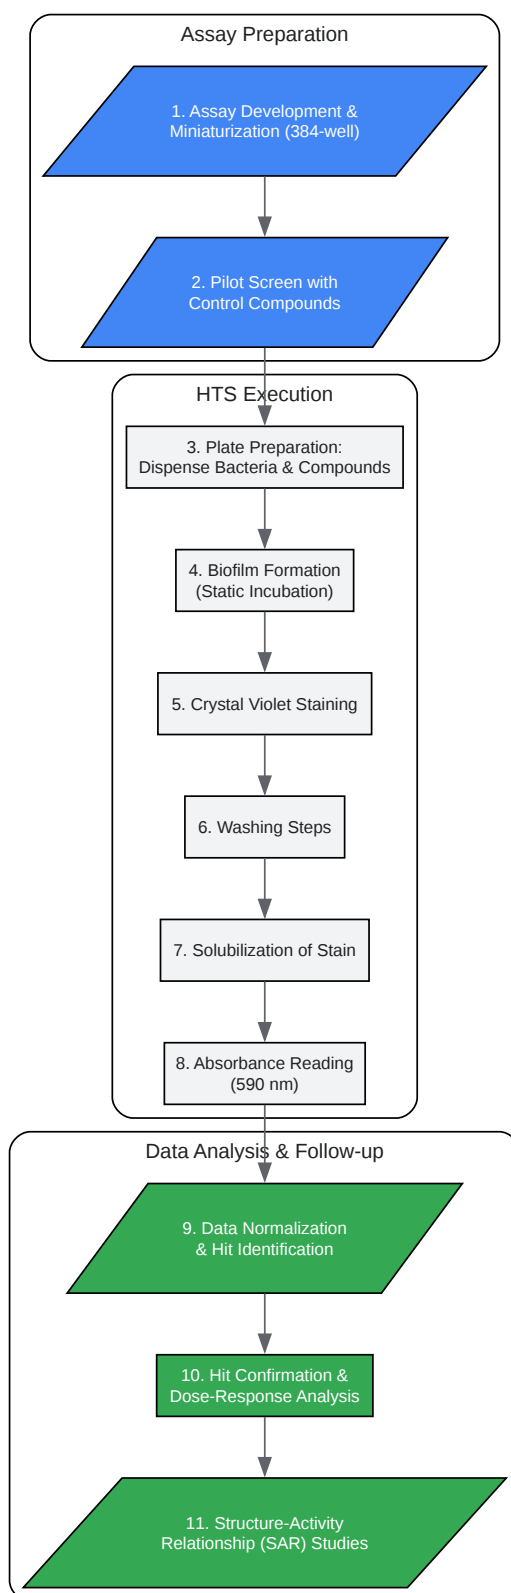 Assay Preparation
1. Assay Development &
Miniaturization (384-well)
2. Pilot Screen with
Control Compounds
HTS Execution
3. Plate Preparation:
Dispense Bacteria & Compounds
4. Biofilm Formation
(Static Incubation)
5. Crystal Violet Staining
6. Washing Steps
7. Solubilization of Stain
8. Absorbance Reading
(590 nm)
Data Analysis & Follow-up
9. Data Normalization
& Hit Identification
10. Hit Confirmation &
Dose-Response Analysis
11. Structure-Activity
Relationship (SAR) Studies